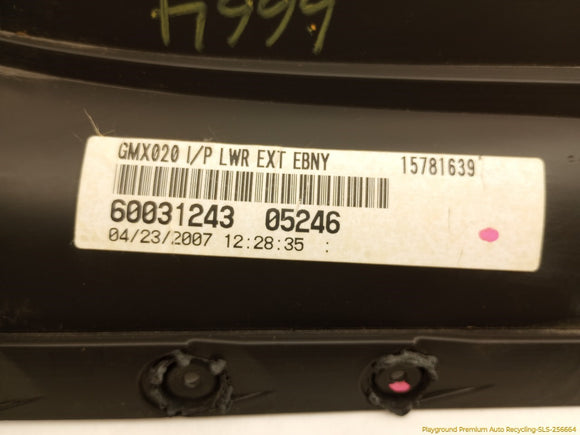 6664
GMX020 I/P LWR EXT EBNY 15781639
60031243 05246
04/23/2007 12:28:35 :
Playground Premium Auto Recycling-SLS-256664